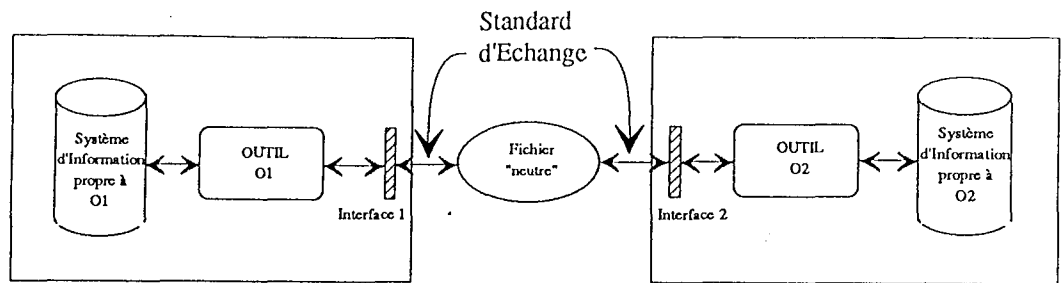 Standard
d'Echange
Système
d'Information
propre à
O1
OUTIL
O1
Interface 1
Fichier
"neutre"
Interface 2
OUTIL
O2
Système
d'Information
propre à
O2